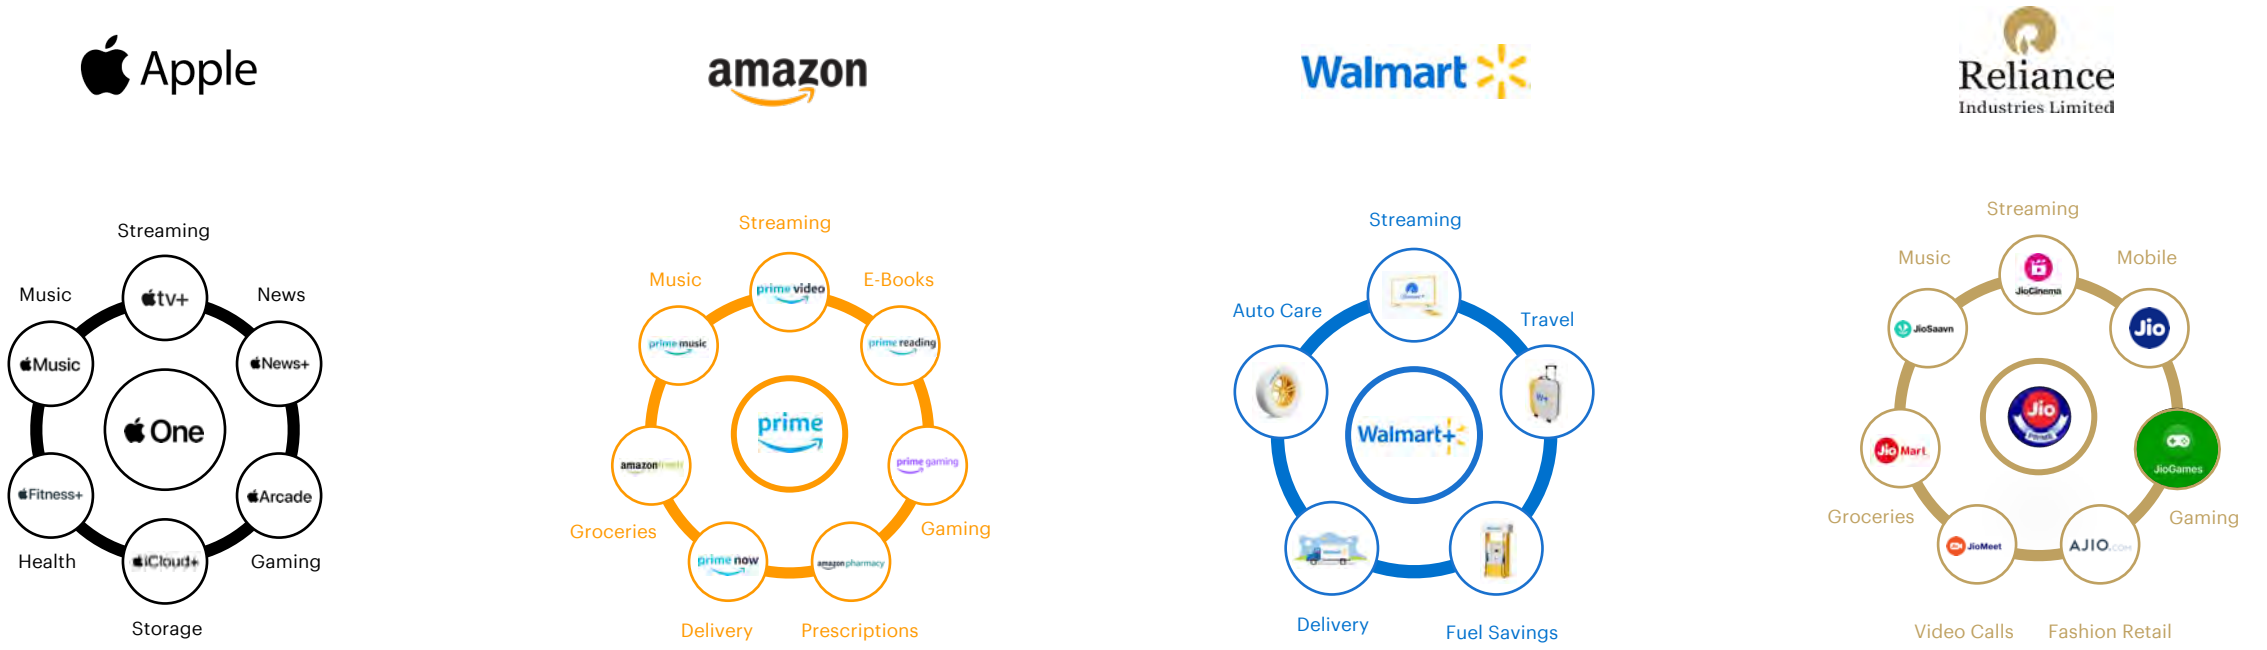 Apple
Streaming
Music
News
tv+
Music
News+
One
Fitness+
Arcade
iCloud+
Health
Gaming
Storage
amazon
Streaming
Music
E-Books
prime video
prime music
prime reading
prime
amazon fresh
prime gaming
Groceries
Gaming
prime now
amazon pharmacy
Delivery
Prescriptions
Walmart
Streaming
Auto Care
Travel
W+
Walmart+
Delivery
Fuel Savings
Reliance
Industries Limited
Streaming
Music
Mobile
JioCinema
JioSaavn
Jio
Jio
PRIME
Jio Mart
JioGames
Groceries
Gaming
JioMeet
AJIO.COM
Video Calls
Fashion Retail